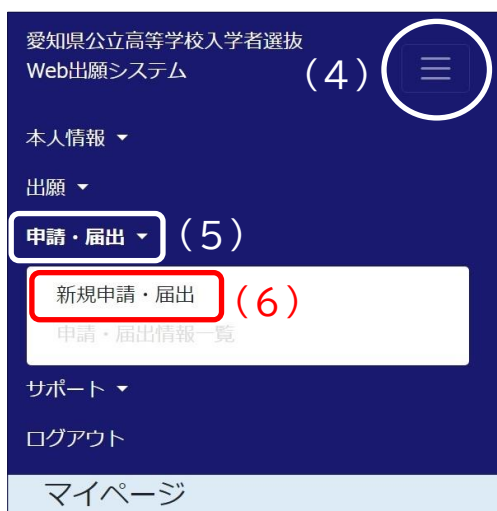 愛知県公立高等学校入学者選抜
Web出願システム
(4)
本人情報
出願
申請・届出
(5)
新規申請・届出
(6)
申請・届出情報一覧
サポート
ログアウト
マイページ